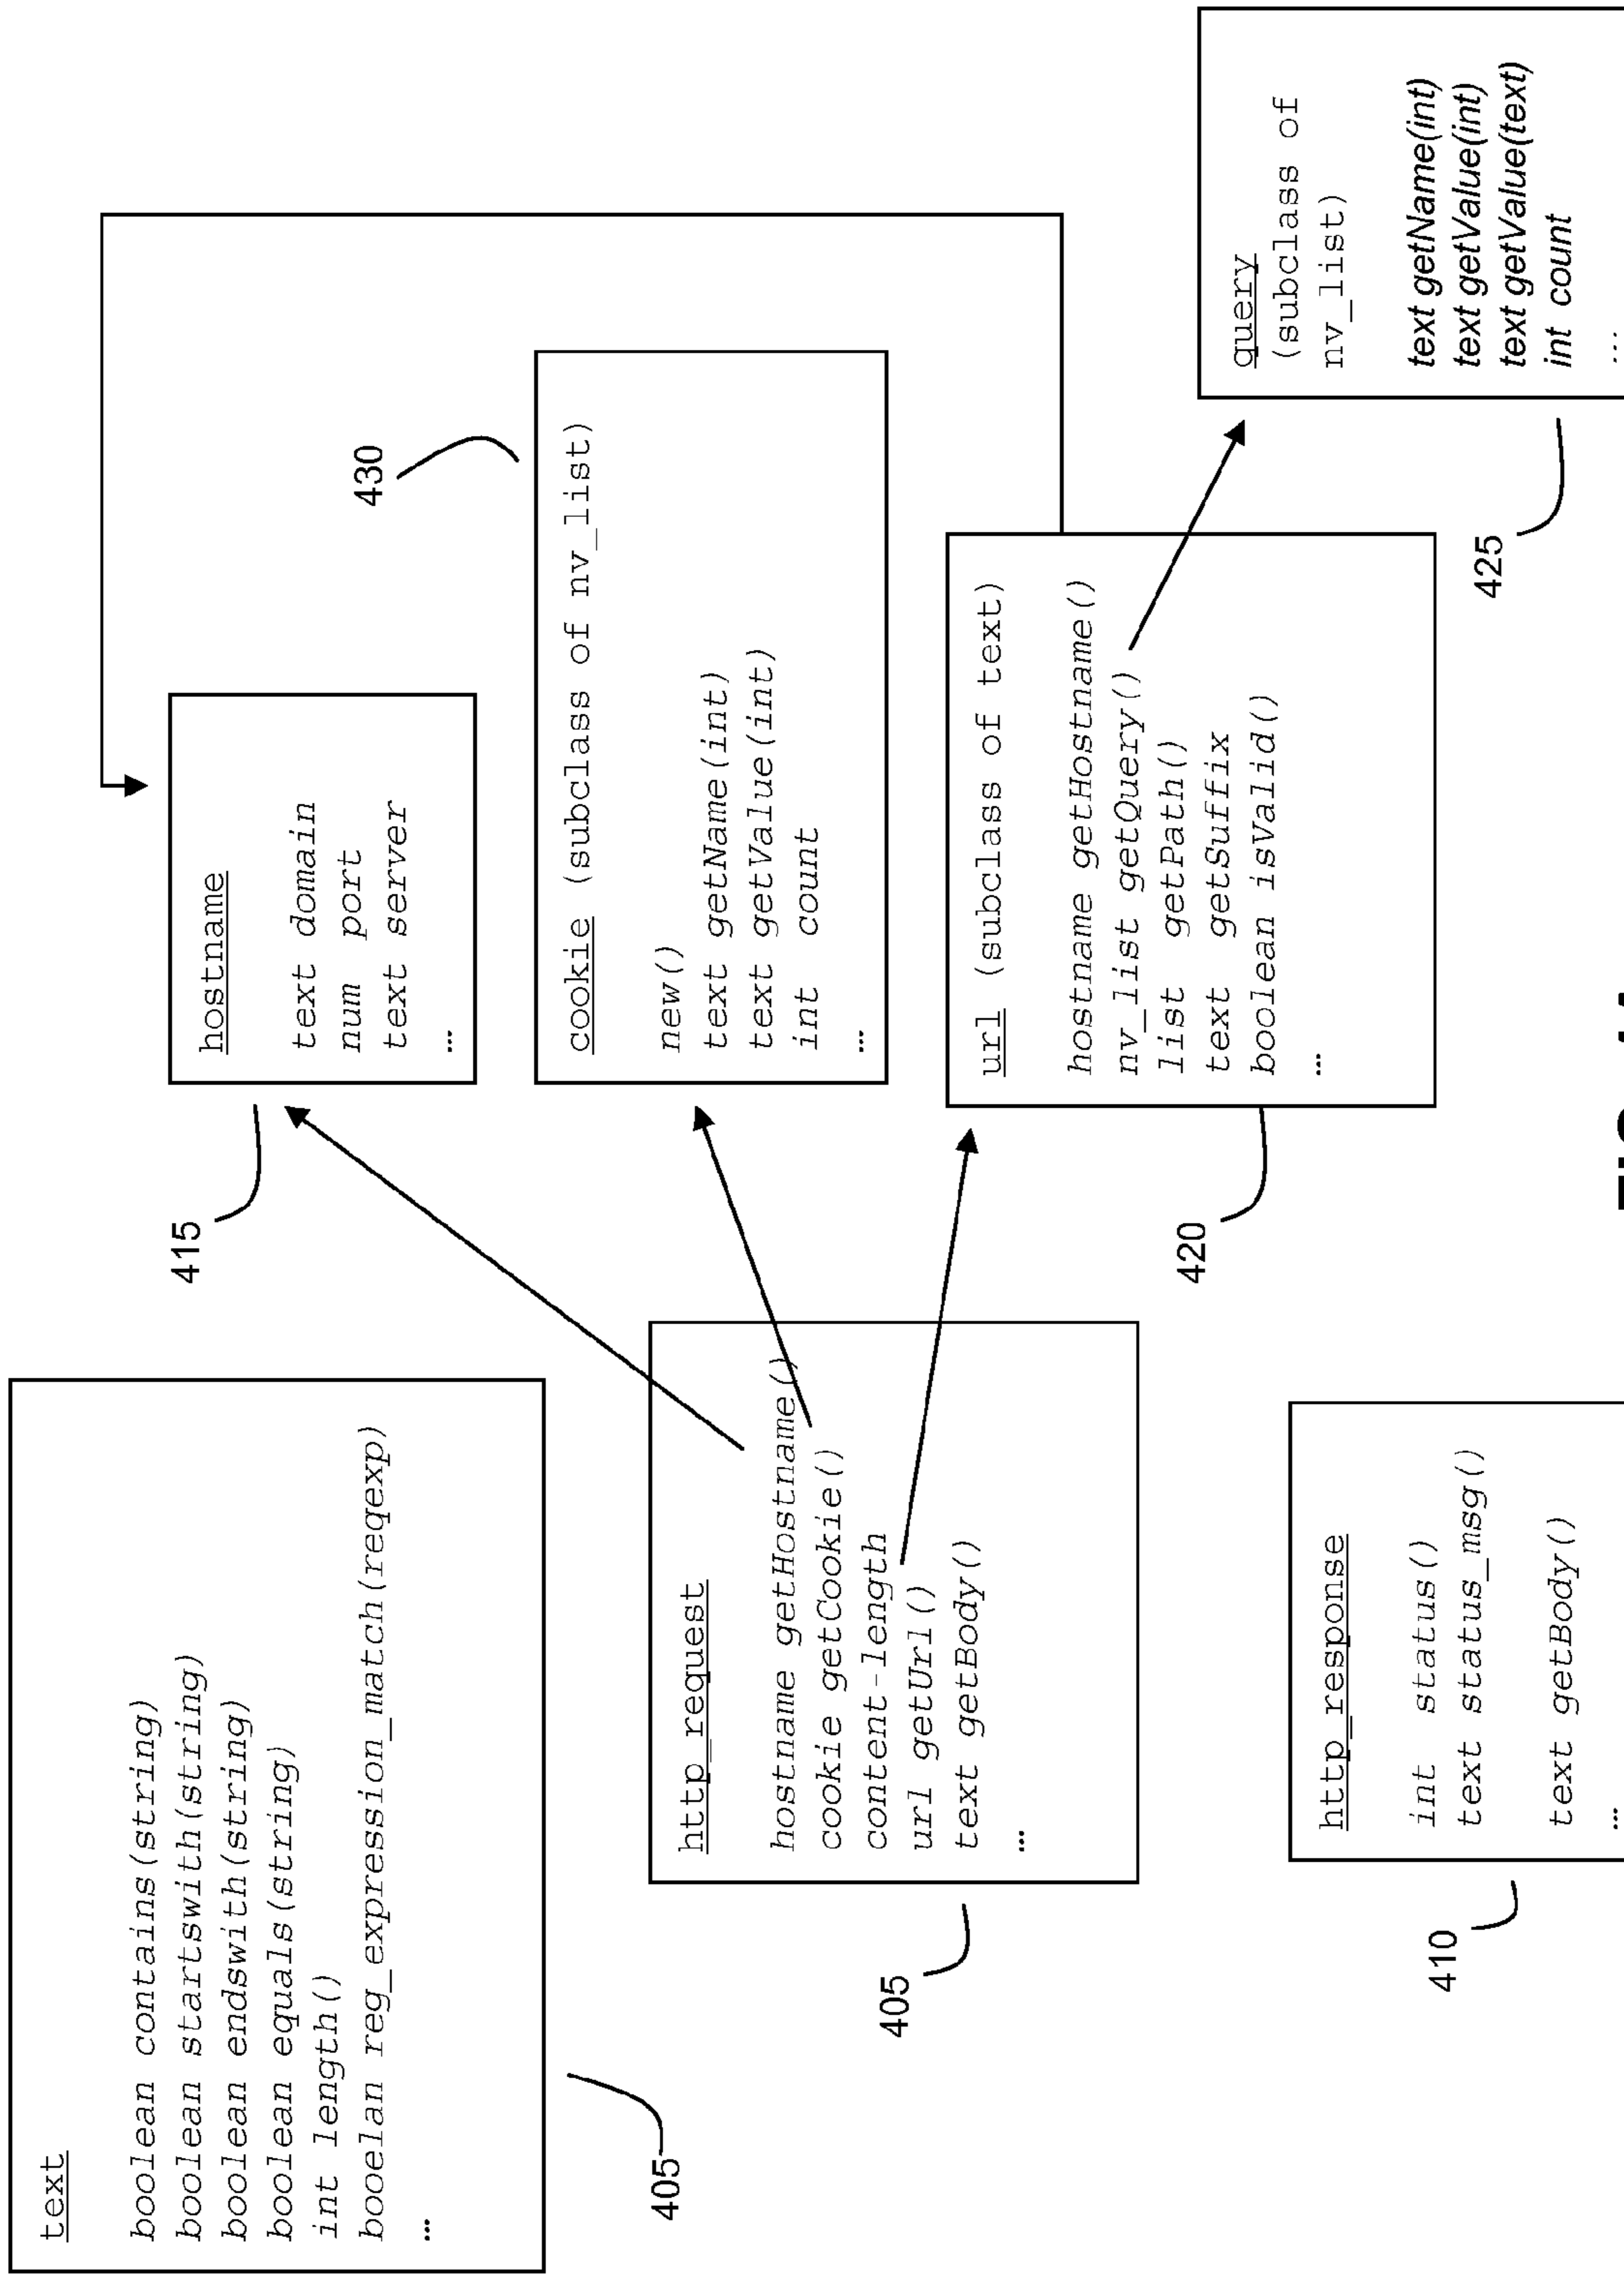 text
boolean contains(string)
boolean startswith(string)
boolean endswith(string)
boolean equals(string)
int length()
booelan reg_expression_match(reqexp)
...
405
http_request
hostname getHostname()
cookie getCookie()
content-length
url getUrl()
text getBody()
...
405
http_response
int status()
text status_msg()
text getBody()
...
410
hostname
text domain
num port
text server
...
415
cookie (subclass of nv_list)
new()
text getName(int)
text getValue(int)
int count
...
430
url (subclass of text)
hostname getHostname()
nv_list getQuery()
list getPath()
text getSuffix
boolean isValid()
...
420
query
(subclass of
nv_list)
text getName(int)
text getValue(int)
text getValue(text)
int count
...
425